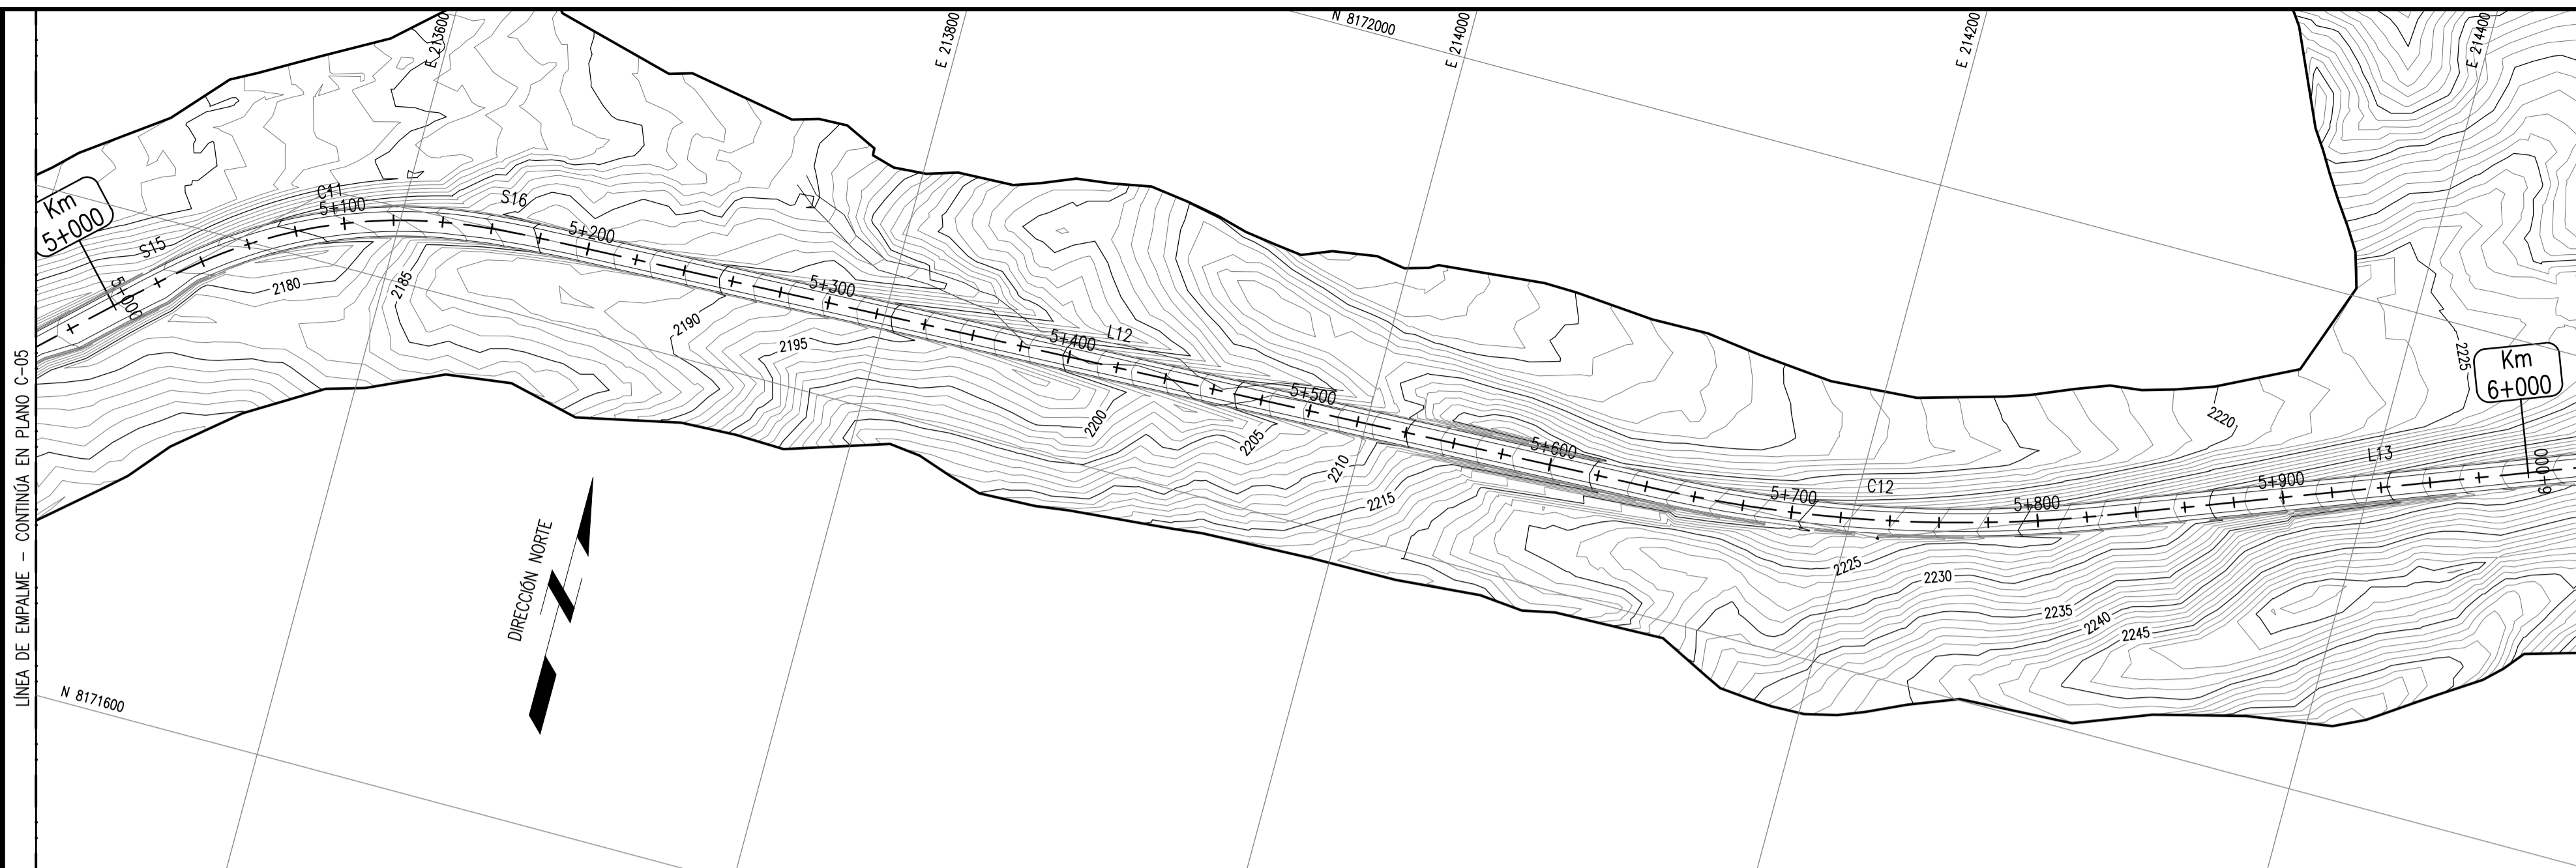 E 213600
E 213800
N 8172000
E 214000
E 214200
E 214400
Km
5+000
5+000
S15
C11
5+100
S16
5+200
2180
2185
5+300
2190
2195
5+400
L12
5+500
2200
2205
2210
5+600
2215
5+700
C12
5+800
2220
5+900
L13
2225
Km
6+000
6+000
2225
2230
2235
2240
2245
DIRECCIÓN NORTE
N 8171600
LÍNEA DE EMPALME - CONTINÚA EN PLANO C-05